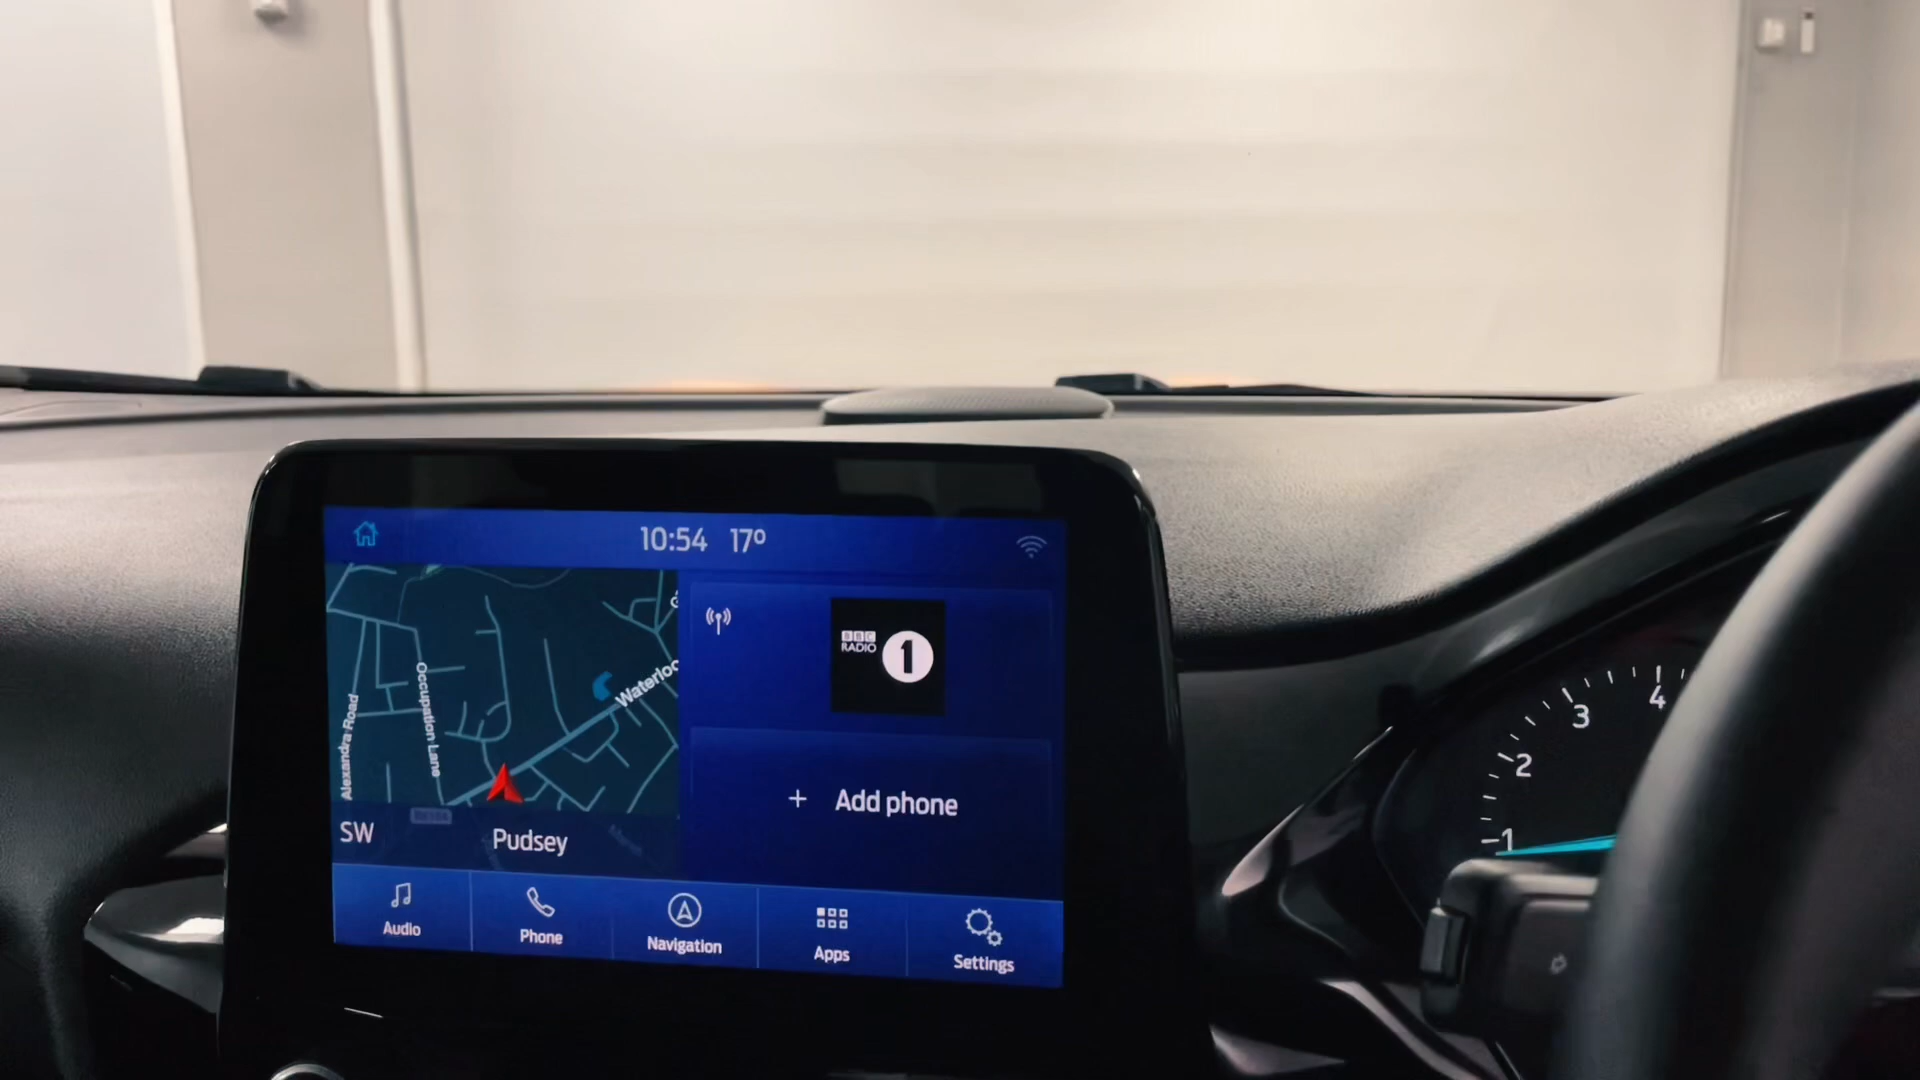 10:54 17º
Waterloo
Occupation Lane
Alexandra Road
SW
Pudsey
BBC
RADIO
1
+ Add phone
Audio
Phone
Navigation
Apps
Settings
1
2
3
4